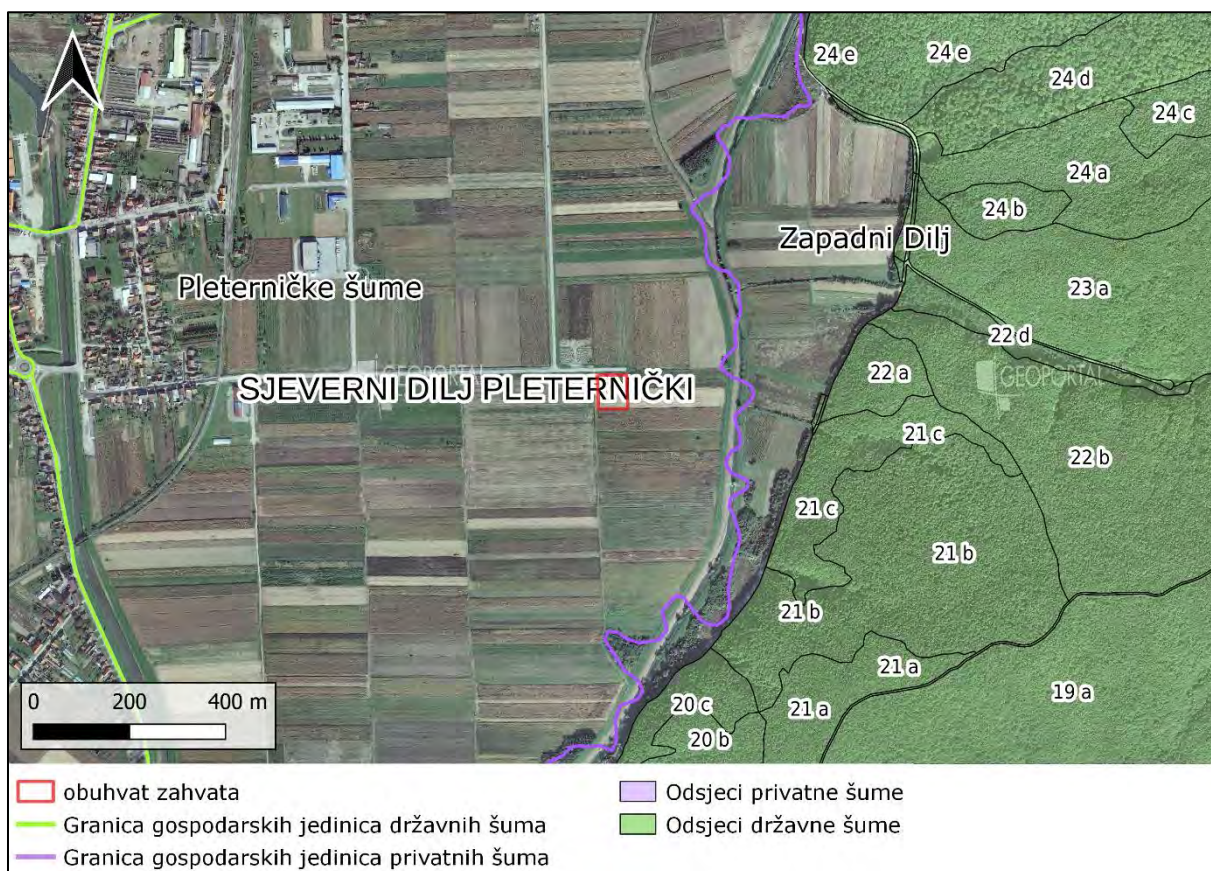 24 e
24 e
24 d
24 c
24 a
24 b
Zapadni Dilj
Pleterničke šume
23 a
22 d
GEOPORTAL
GEOPORTAL
22 a
SJEVERNI DILJ PLETERNIČKI
21 c
22 b
21 c
21 b
21 b
21 a
19 a
20 c
21 a
20 b
0 200 400 m
obuhvat zahvata
Granica gospodarskih jedinica državnih šuma
Granica gospodarskih jedinica privatnih šuma
Odsjeci privatne šume
Odsjeci državne šume